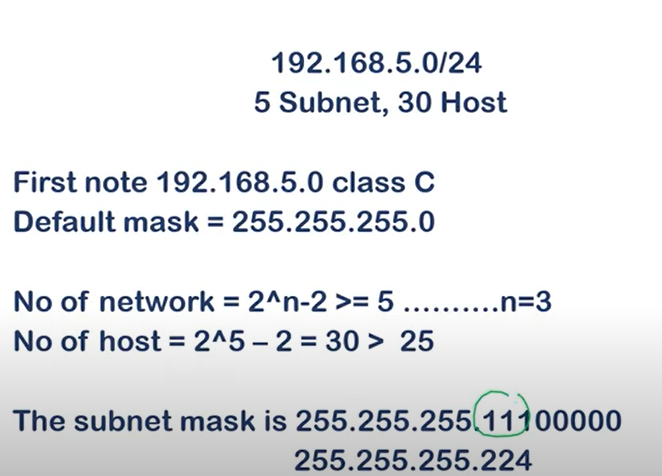 192.168.5.0/24
5 Subnet, 30 Host
First note 192.168.5.0 class C
Default mask = 255.255.255.0
No of network = 2^n-2 >= 5 ..........n=3
No of host = 2^5 – 2 = 30 > 25
The subnet mask is 255.255.255.11100000
255.255.255.224